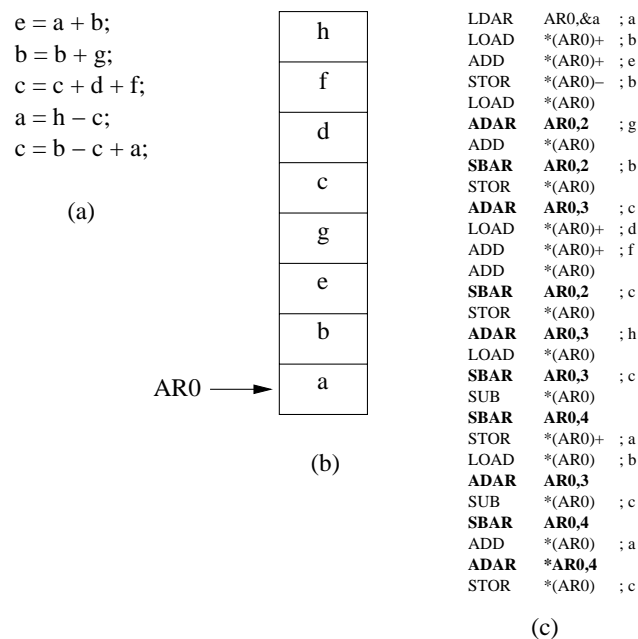 e = a + b;
b = b + g;
c = c + d + f;
a = h − c;
c = b − c + a;
(a)
h
f
d
c
g
e
b
AR0
a
(b)
LDAR AR0,&a ; a
LOAD *(AR0)+ ; b
ADD *(AR0)+ ; e
STOR *(AR0)− ; b
LOAD *(AR0)
ADAR AR0,2 ; g
ADD *(AR0)
SBAR AR0,2 ; b
STOR *(AR0)
ADAR AR0,3 ; c
LOAD *(AR0)+ ; d
ADD *(AR0)+ ; f
ADD *(AR0)
SBAR AR0,2 ; c
STOR *(AR0)
ADAR AR0,3 ; h
LOAD *(AR0)
SBAR AR0,3 ; c
SUB *(AR0)
SBAR AR0,4
STOR *(AR0)+ ; a
LOAD *(AR0) ; b
ADAR AR0,3
SUB *(AR0) ; c
SBAR AR0,4
ADD *(AR0) ; a
ADAR *AR0,4
STOR *(AR0) ; c
(c)